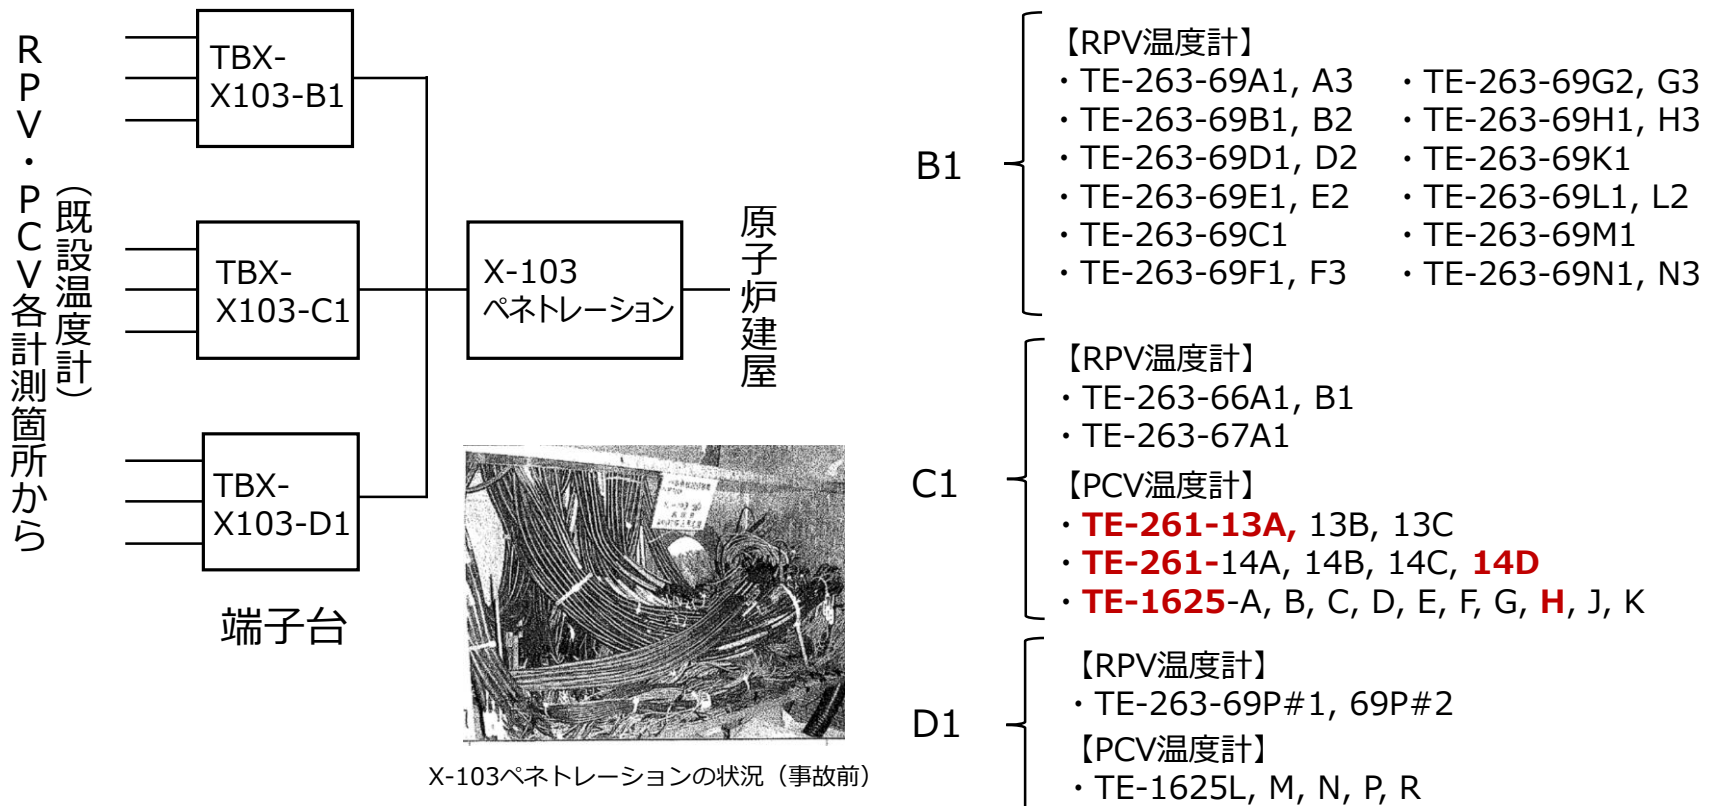 RPV・PCV各計測箇所から
（既設温度計）
TBX-
X103-B1
TBX-
X103-C1
TBX-
X103-D1
端子台
X-103
ペネトレーション
原子炉建屋
X-103ペネトレーションの状況（事故前）
B1
【RPV温度計】
・TE-263-69A1, A3
・TE-263-69B1, B2
・TE-263-69D1, D2
・TE-263-69E1, E2
・TE-263-69C1
・TE-263-69F1, F3
・TE-263-69G2, G3
・TE-263-69H1, H3
・TE-263-69K1
・TE-263-69L1, L2
・TE-263-69M1
・TE-263-69N1, N3
C1
【RPV温度計】
・TE-263-66A1, B1
・TE-263-67A1
【PCV温度計】
・TE-261-13A, 13B, 13C
・TE-261-14A, 14B, 14C, 14D
・TE-1625-A, B, C, D, E, F, G, H, J, K
D1
【RPV温度計】
・TE-263-69P#1, 69P#2
【PCV温度計】
・TE-1625L, M, N, P, R